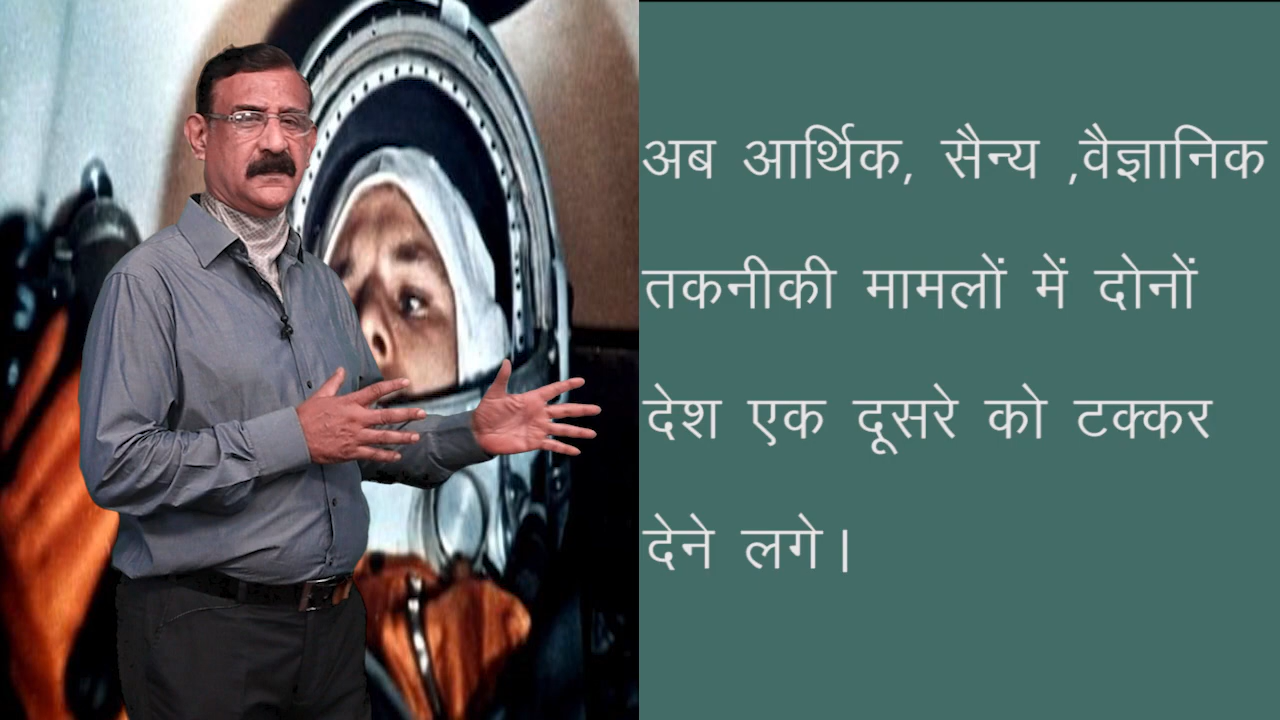 अब आर्थिक, सैन्य ,वैज्ञानिक
तकनीकी मामलों में दोनों
देश एक दूसरे को टक्कर
देने लगे।